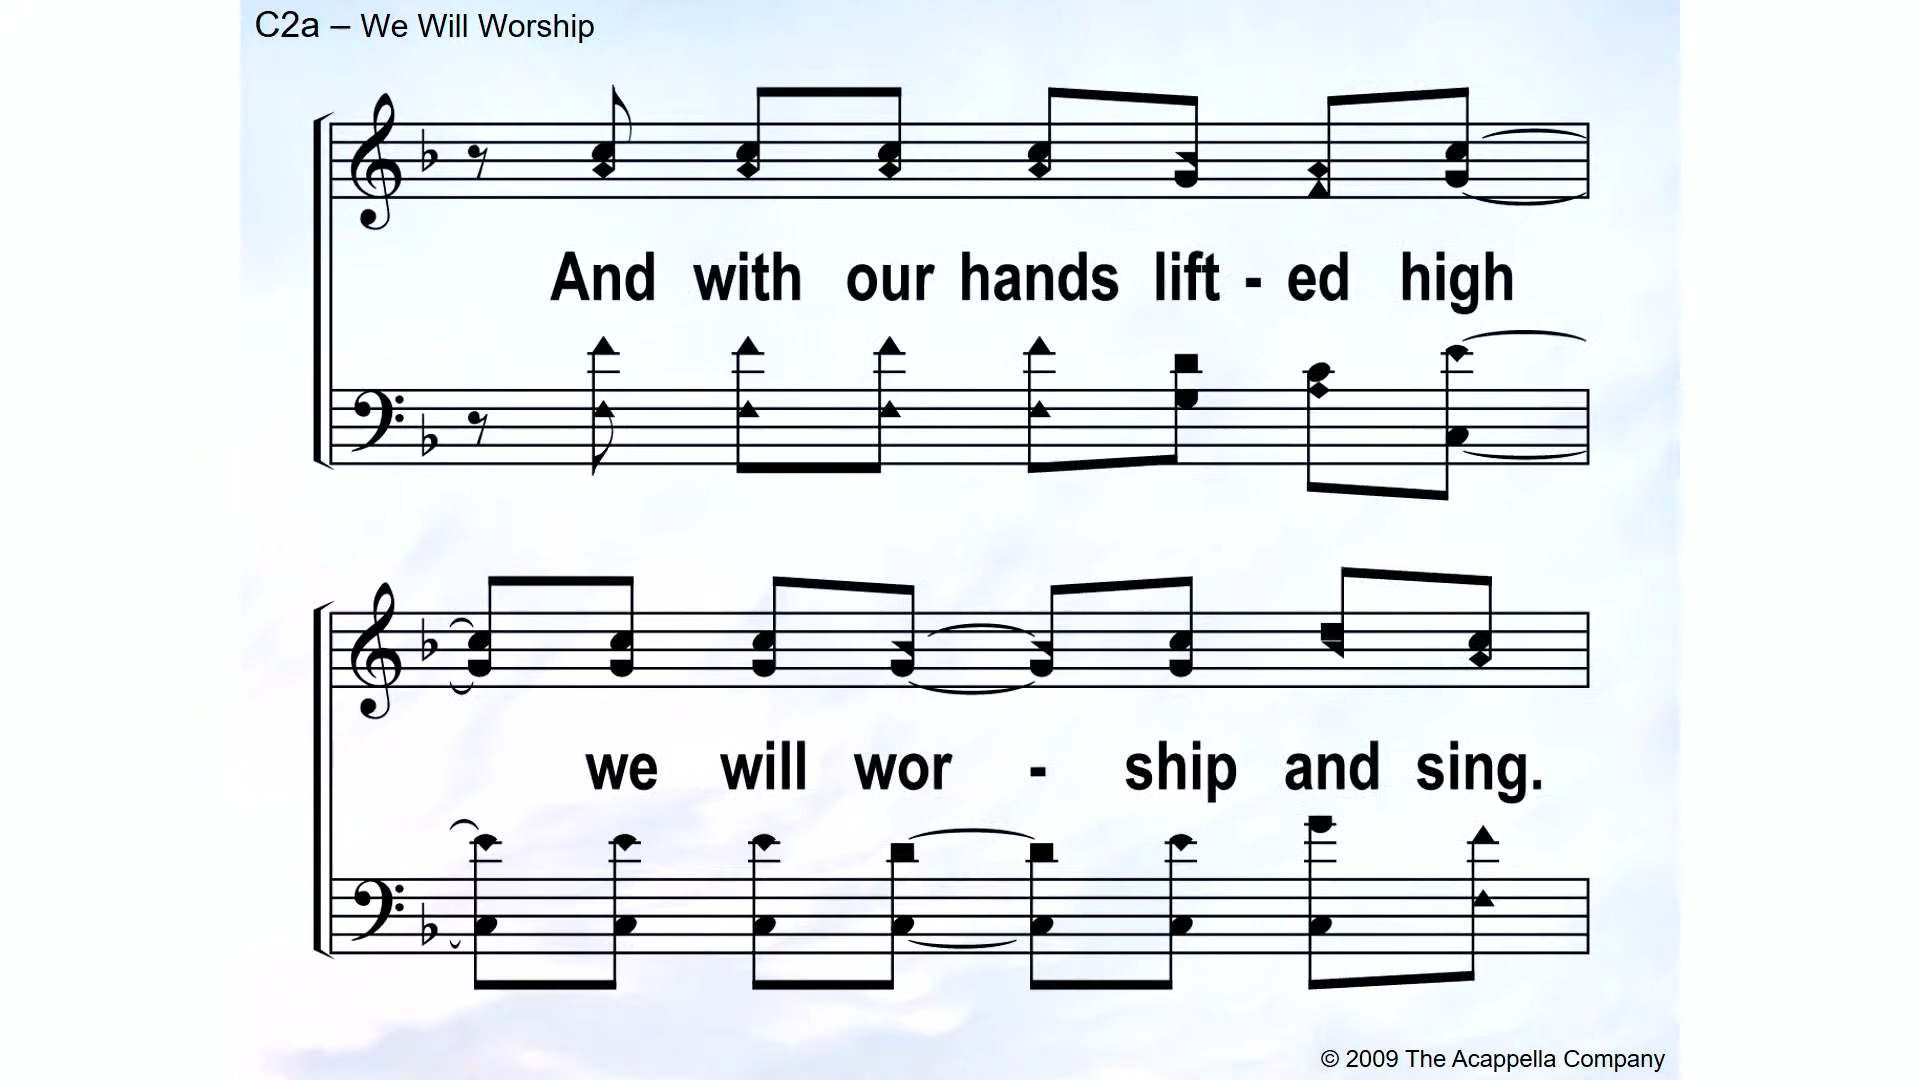 C2a – We Will Worship
And with our hands lift - ed high
we will wor - ship and sing.
© 2009 The Acappella Company